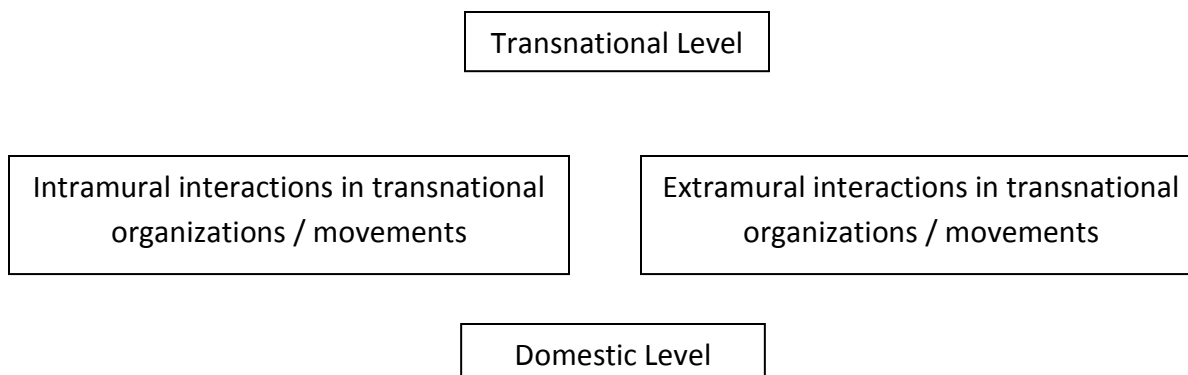 Transnational Level
Intramural interactions in transnational
organizations / movements
Extramural interactions in transnational
organizations / movements
Domestic Level